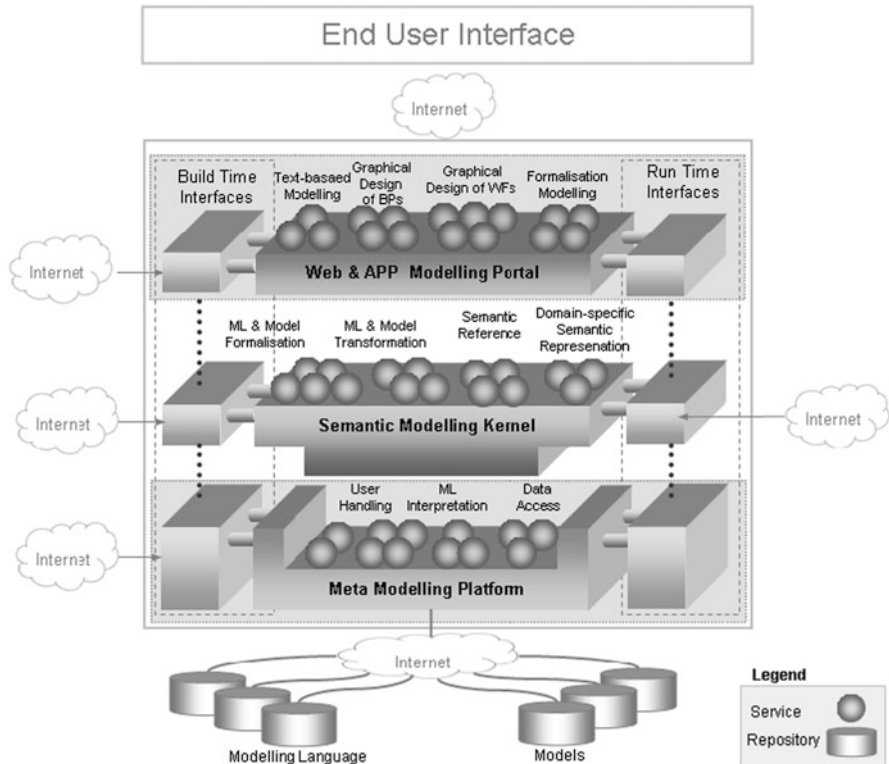 End User Interface
Internet
Build Time
Interfaces
Text-basaed
Modelling
Graphical
Design
of BPs
Graphical
Design of WFs
Formalisation
Modelling
Run Time
Interfaces
Internet
Web & APP Modelling Portal
ML & Model
Formalisation
ML & Model
Transformation
Semantic
Reference
Domain-specific
Semantic
Represenation
Internet
Semantic Modelling Kernel
Internet
User
Handling
ML
Interpretation
Data
Access
Internet
Meta Modelling Platform
Internet
Modelling Language
Models
Legend
Service
Repository